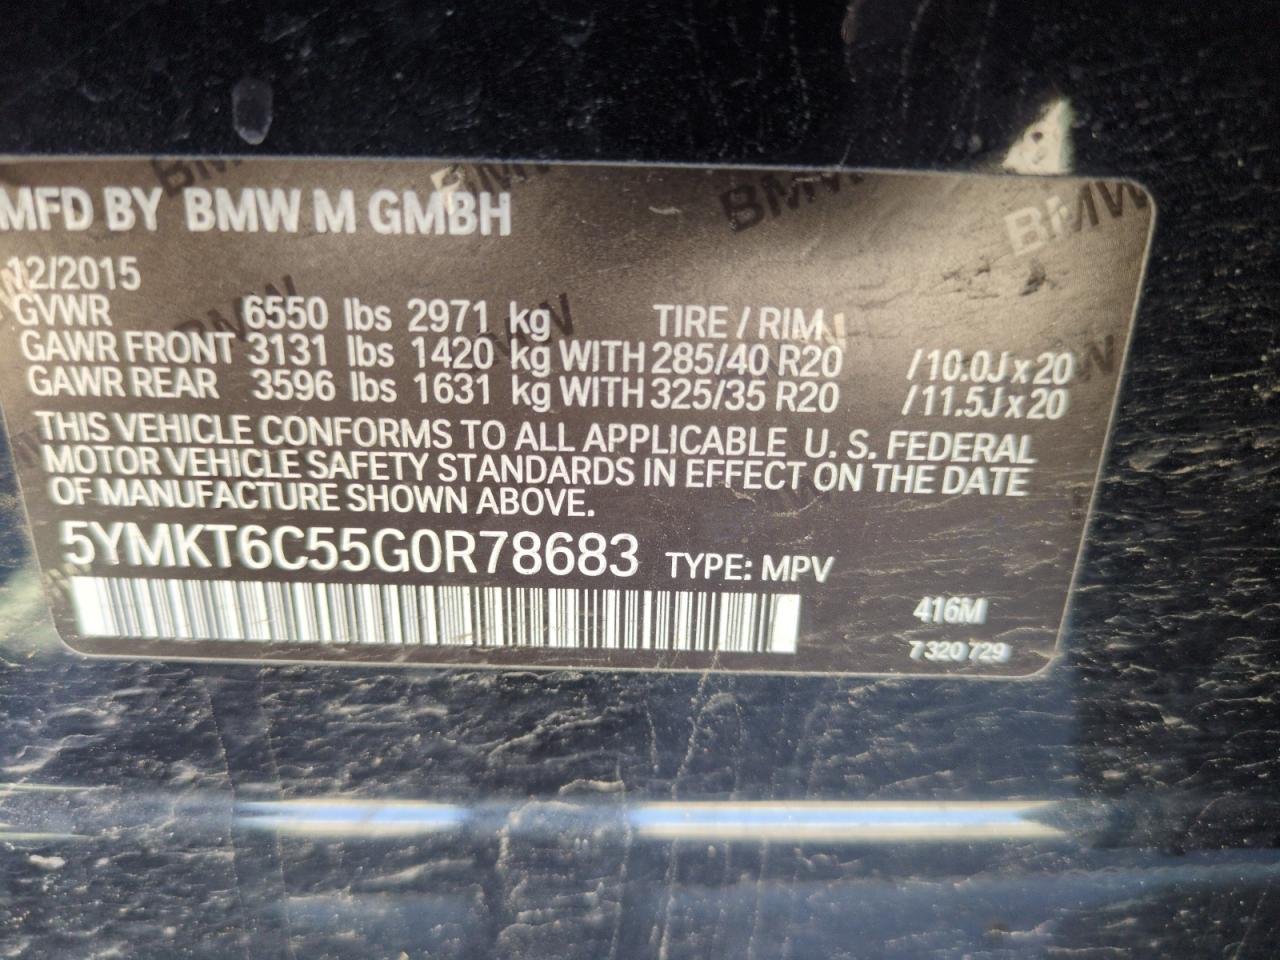 MFD BY BMW M GMBH
12/2015
GVWR 6550 lbs 2971 kg TIRE / RIM
GAWR FRONT 3131 lbs 1420 kg WITH 285/40 R20 /10.0J x 20
GAWR REAR 3596 lbs 1631 kg WITH 325/35 R20 /11.5J x 20
THIS VEHICLE CONFORMS TO ALL APPLICABLE U. S. FEDERAL
MOTOR VEHICLE SAFETY STANDARDS IN EFFECT ON THE DATE
OF MANUFACTURE SHOWN ABOVE.
5YMKT6C55G0R78683 TYPE: MPV
416M
7 320 729